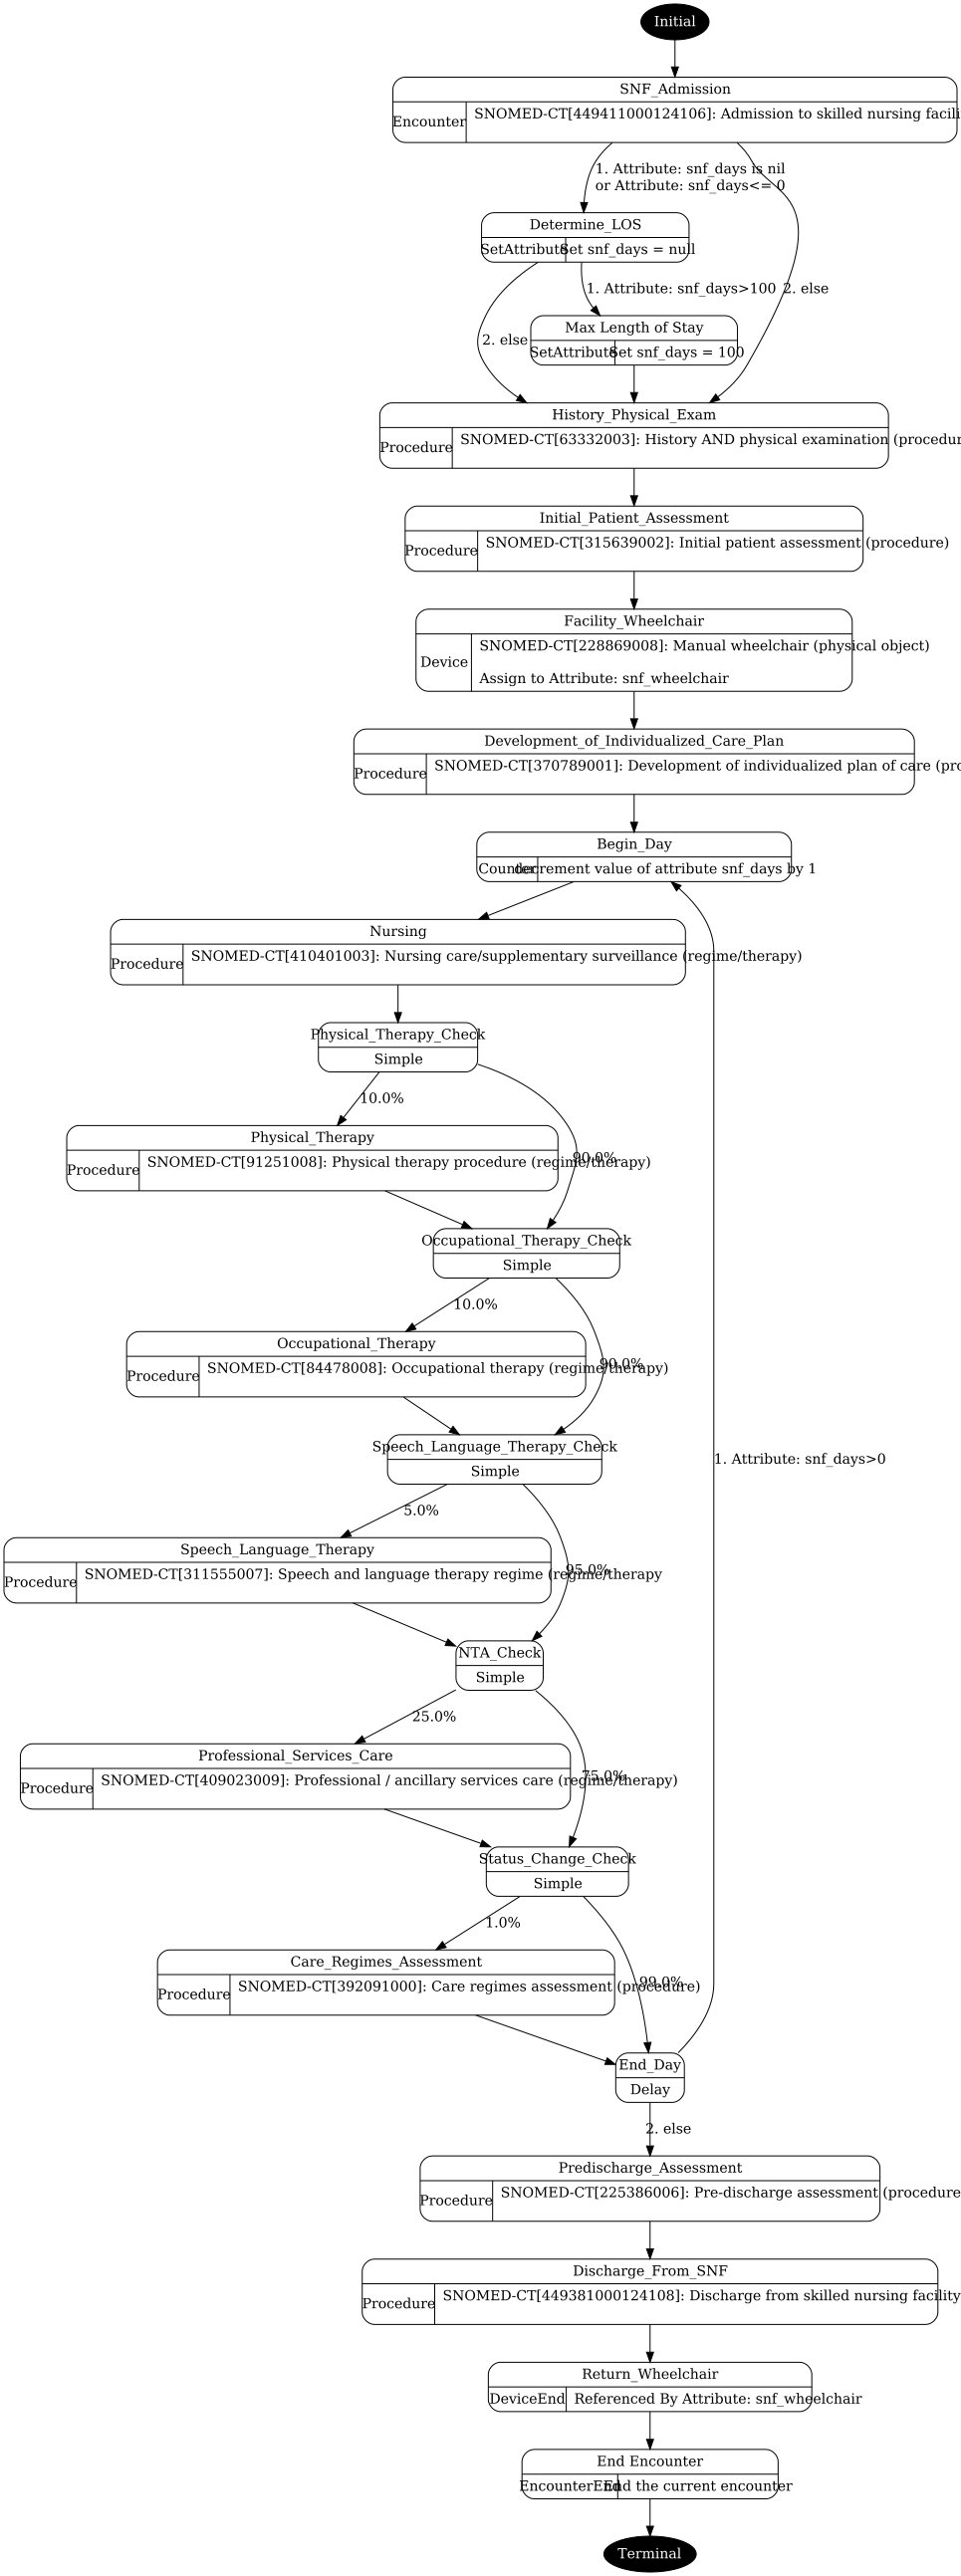 Initial
SNF_Admission
Encounter
SNOMED-CT[449411000124106]: Admission to skilled nursing facili
1. Attribute: snf_days is nil
or Attribute: snf_days<= 0
Determine_LOS
SetAttribute
Set snf_days = null
1. Attribute: snf_days>100
2. else
Max Length of Stay
2. else
SetAttribute
Set snf_days = 100
History_Physical_Exam
Procedure
SNOMED-CT[63332003]: History AND physical examination (procedur
Initial_Patient_Assessment
Procedure
SNOMED-CT[315639002]: Initial patient assessment (procedure)
Facility_Wheelchair
Device
SNOMED-CT[228869008]: Manual wheelchair (physical object)
Assign to Attribute: snf_wheelchair
Development_of_Individualized_Care_Plan
Procedure
SNOMED-CT[370789001]: Development of individualized plan of care (pro
Begin_Day
Counter
decrement value of attribute snf_days by 1
Nursing
Procedure
SNOMED-CT[410401003]: Nursing care/supplementary surveillance (regime/therapy)
Physical_Therapy_Check
Simple
10.0%
Physical_Therapy
90.0%
Procedure
SNOMED-CT[91251008]: Physical therapy procedure (regime/therapy)
Occupational_Therapy_Check
Simple
10.0%
Occupational_Therapy
90.0%
Procedure
SNOMED-CT[84478008]: Occupational therapy (regime/therapy)
Speech_Language_Therapy_Check
1. Attribute: snf_days>0
Simple
5.0%
Speech_Language_Therapy
95.0%
Procedure
SNOMED-CT[311555007]: Speech and language therapy regime (regime/therapy
NTA_Check
Simple
25.0%
Professional_Services_Care
75.0%
Procedure
SNOMED-CT[409023009]: Professional / ancillary services care (regime/therapy)
Status_Change_Check
Simple
1.0%
Care_Regimes_Assessment
99.0%
Procedure
SNOMED-CT[392091000]: Care regimes assessment (procedure)
End_Day
Delay
2. else
Predischarge_Assessment
Procedure
SNOMED-CT[225386006]: Pre-discharge assessment (procedure
Discharge_From_SNF
Procedure
SNOMED-CT[449381000124108]: Discharge from skilled nursing facility
Return_Wheelchair
DeviceEnd
Referenced By Attribute: snf_wheelchair
End Encounter
EncounterEnd
End the current encounter
Terminal